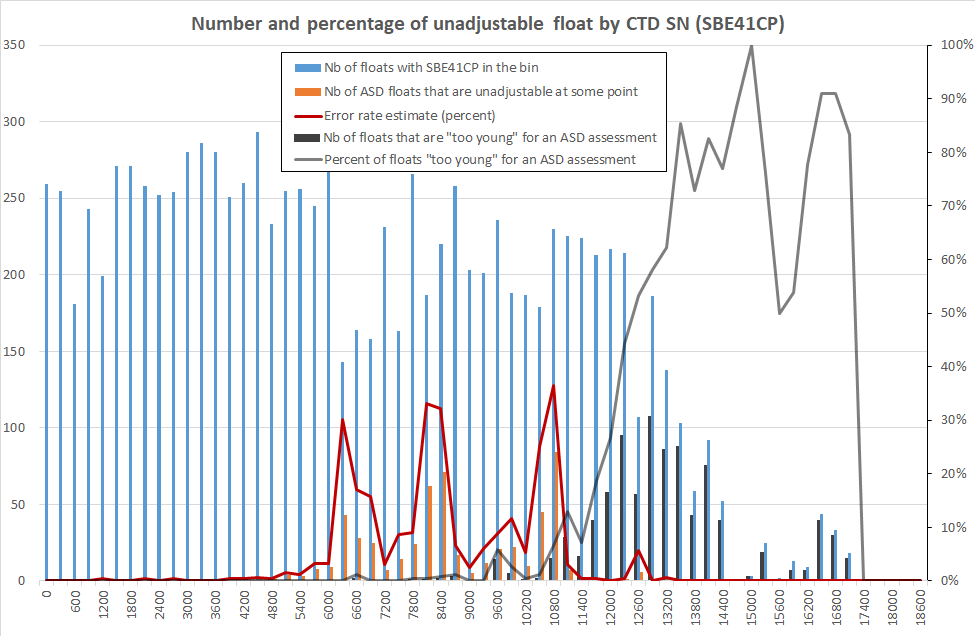 Number and percentage of unadjustable float by CTD SN (SBE41CP)
350
300
250
200
150
100
50
0
Nb of floats with SBE41CP in the bin
Nb of ASD floats that are unadjustable at some point
Error rate estimate (percent)
Nb of floats that are "too young" for an ASD assessment
Percent of floats "too young" for an ASD assessment
100%
90%
80%
70%
60%
50%
40%
30%
20%
10%
0%
0 600 1200 1800 2400 3000 3600 4200 4800 5400 6000 6600 7200 7800 8400 9000 9600 10200 10800 11400 12000 12600 13200 13800 14400 15000 15600 16200 16800 17400 18000 18600